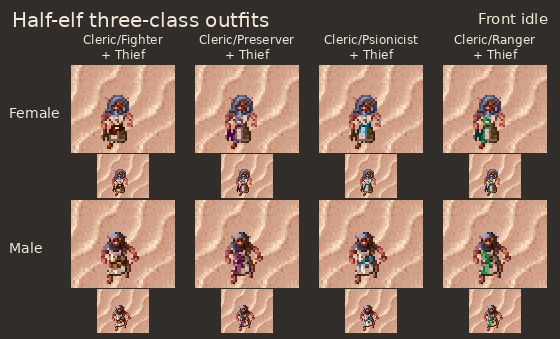 Half-elf three-class outfits
Front idle
Cleric/Fighter
+ Thief
Cleric/Preserver
+ Thief
Cleric/Psionicist
+ Thief
Cleric/Ranger
+ Thief
Female
Male